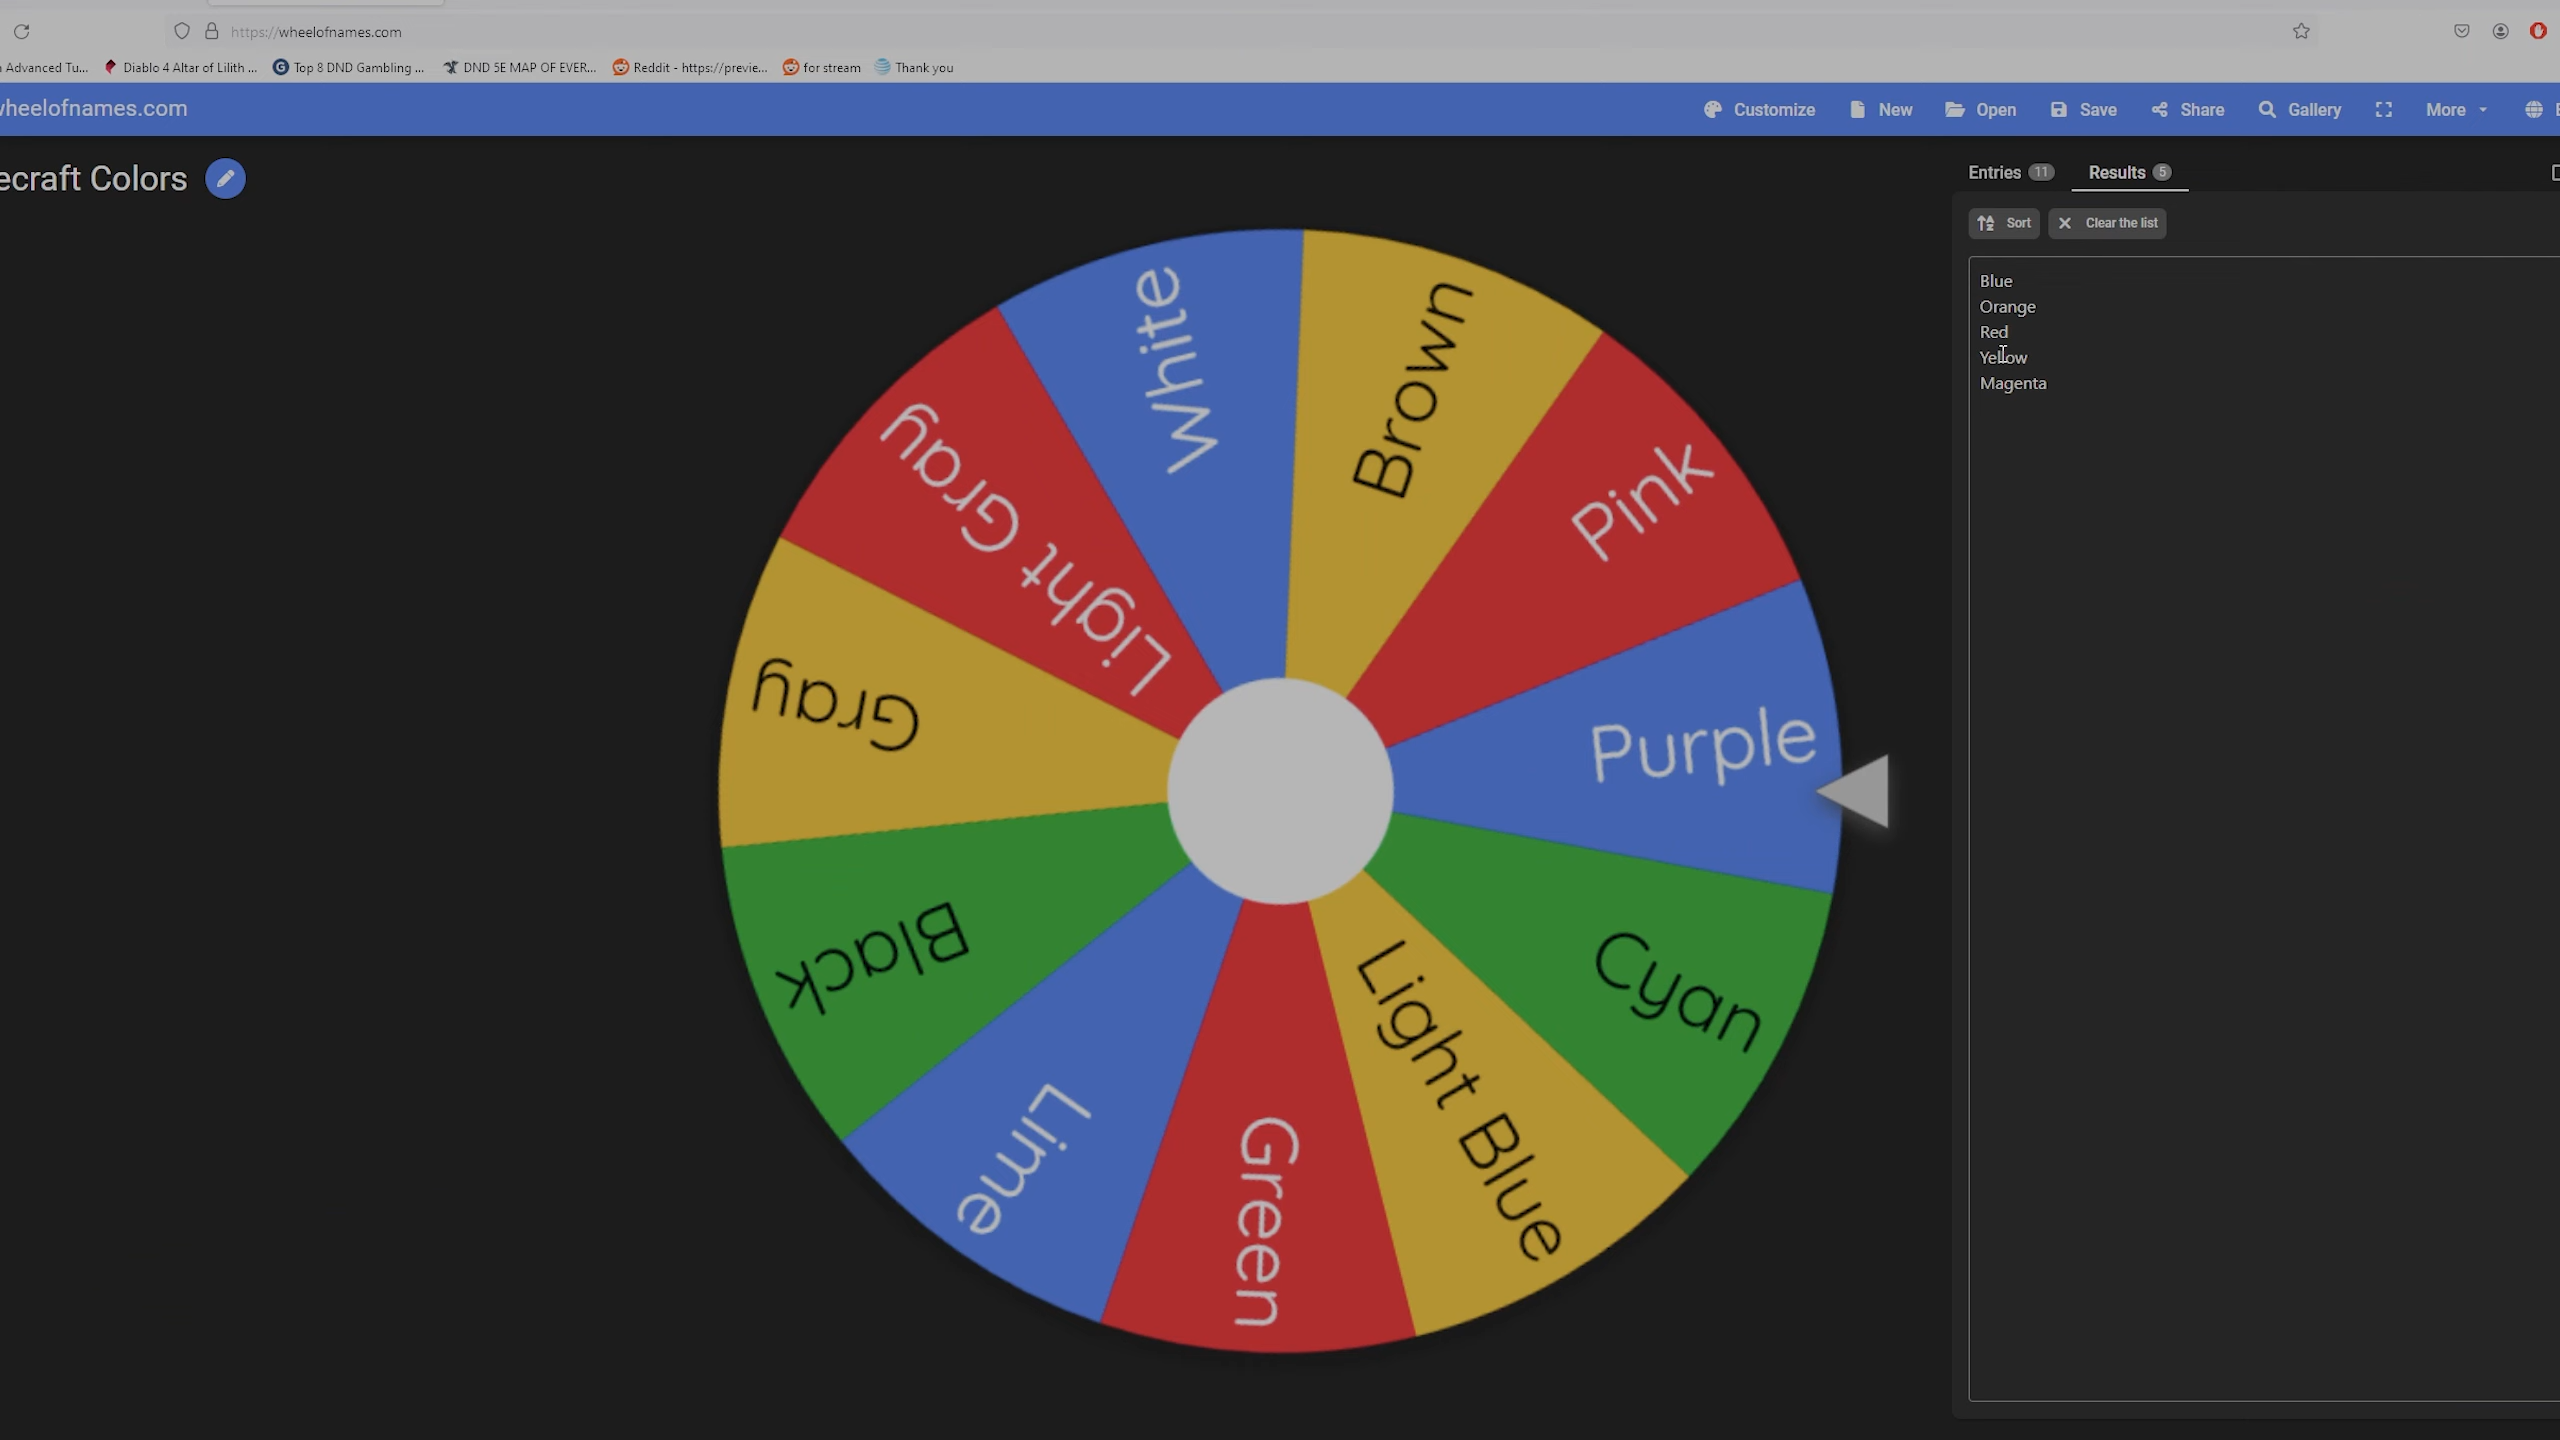 https://wheelofnames.com
Advanced Tu... Diablo 4 Altar of Lilith ... Top 8 DND Gambling ... DND 5E MAP OF EVER... Reddit - https://previe... for stream Thank you
wheelofnames.com Customize New Open Save Share Gallery More
ecraft Colors
Entries 11 Results 5
Sort Clear the list
Blue
Orange
Red
Yellow
Magenta
White
Brown
Pink
Purple
Cyan
Light Blue
Green
Lime
Black
Gray
Light Gray